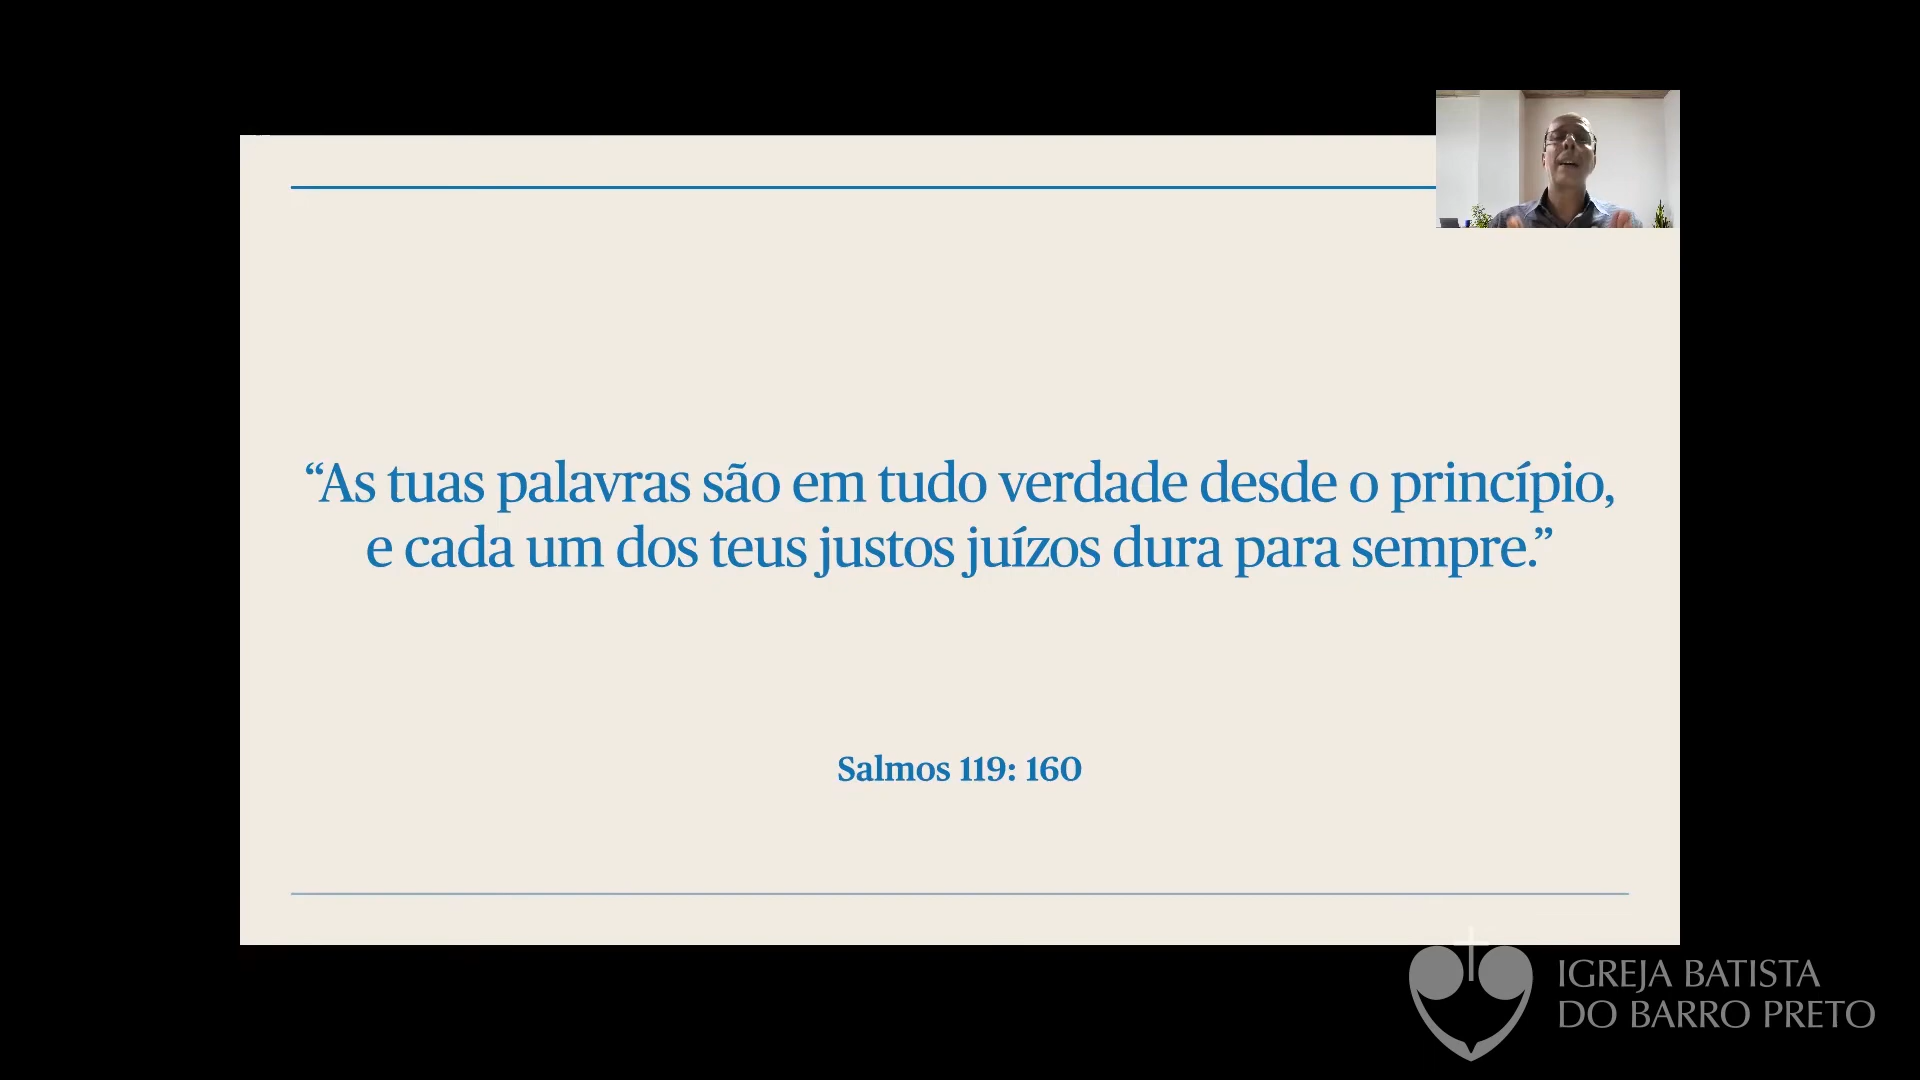 “As tuas palavras são em tudo verdade desde o princípio,
e cada um dos teus justos juízos dura para sempre.”
Salmos 119: 160
IGREJA BATISTA
DO BARRO PRETO